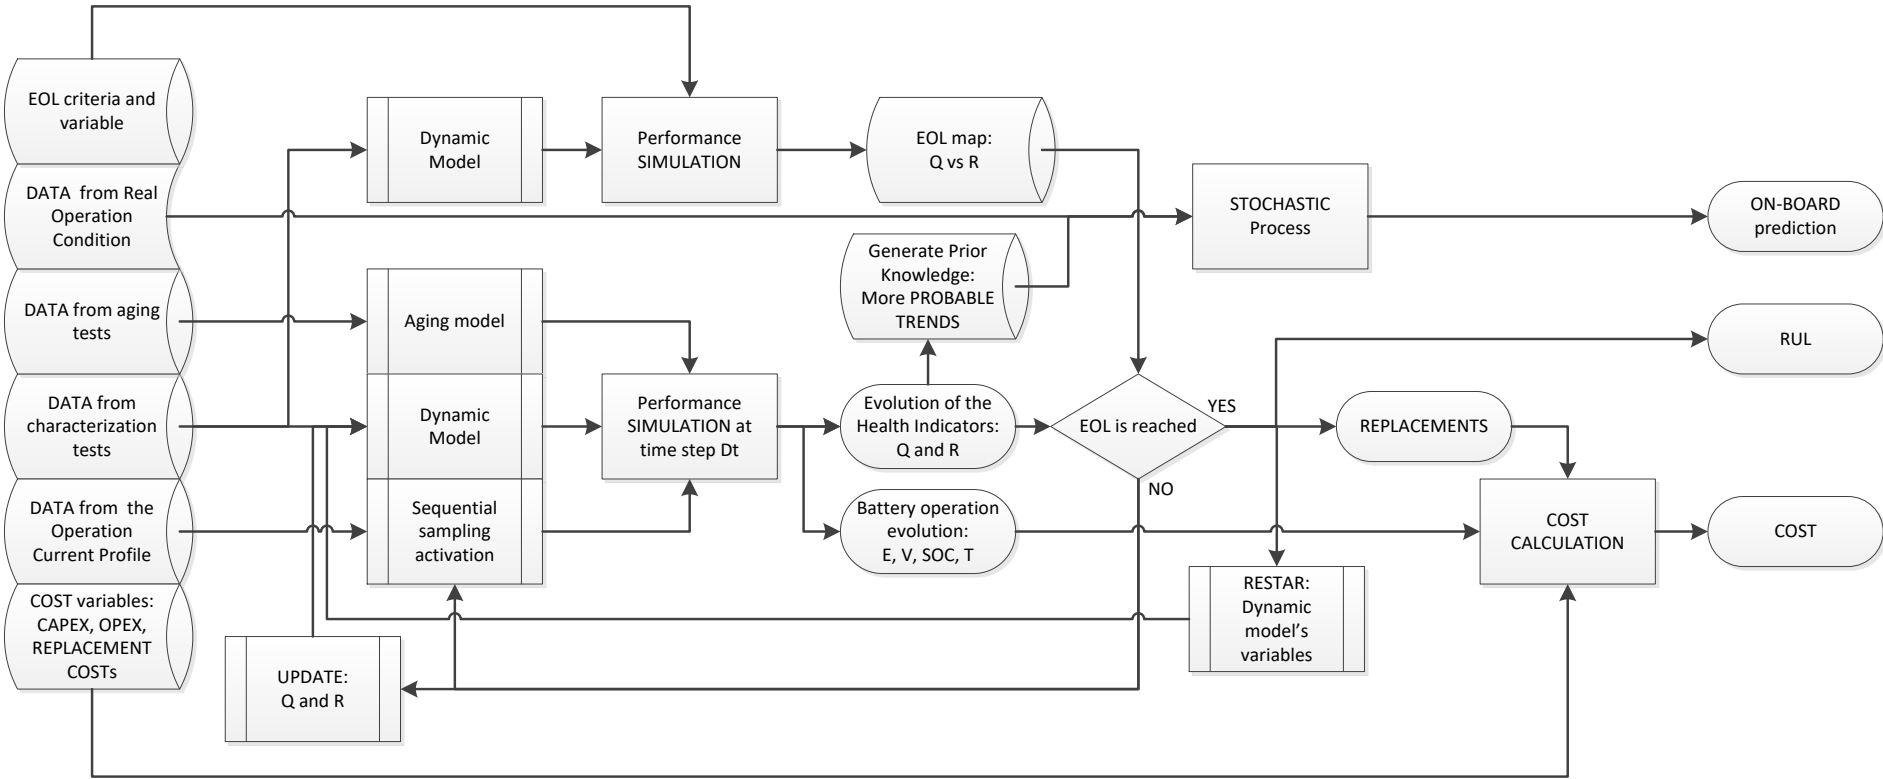 EOL criteria and
variable
DATA  from Real
Operation
Condition
DATA from aging
tests
DATA from
characterization
tests
DATA from  the
Operation
Current Profile
COST variables:
CAPEX, OPEX,
REPLACEMENT
COSTs
Dynamic
Model
Performance
SIMULATION
EOL map:
Q vs R
STOCHASTIC
Process
ON-BOARD
prediction
Generate Prior
Knowledge:
More PROBABLE
TRENDS
Aging model
Dynamic
Model
Sequential
sampling
activation
Performance
SIMULATION at
time step Dt
Evolution of the
Health Indicators:
Q and R
Battery operation
evolution:
E, V, SOC, T
EOL is reached
YES
NO
RUL
REPLACEMENTS
COST
CALCULATION
COST
RESTAR:
Dynamic
model's
variables
UPDATE:
Q and R